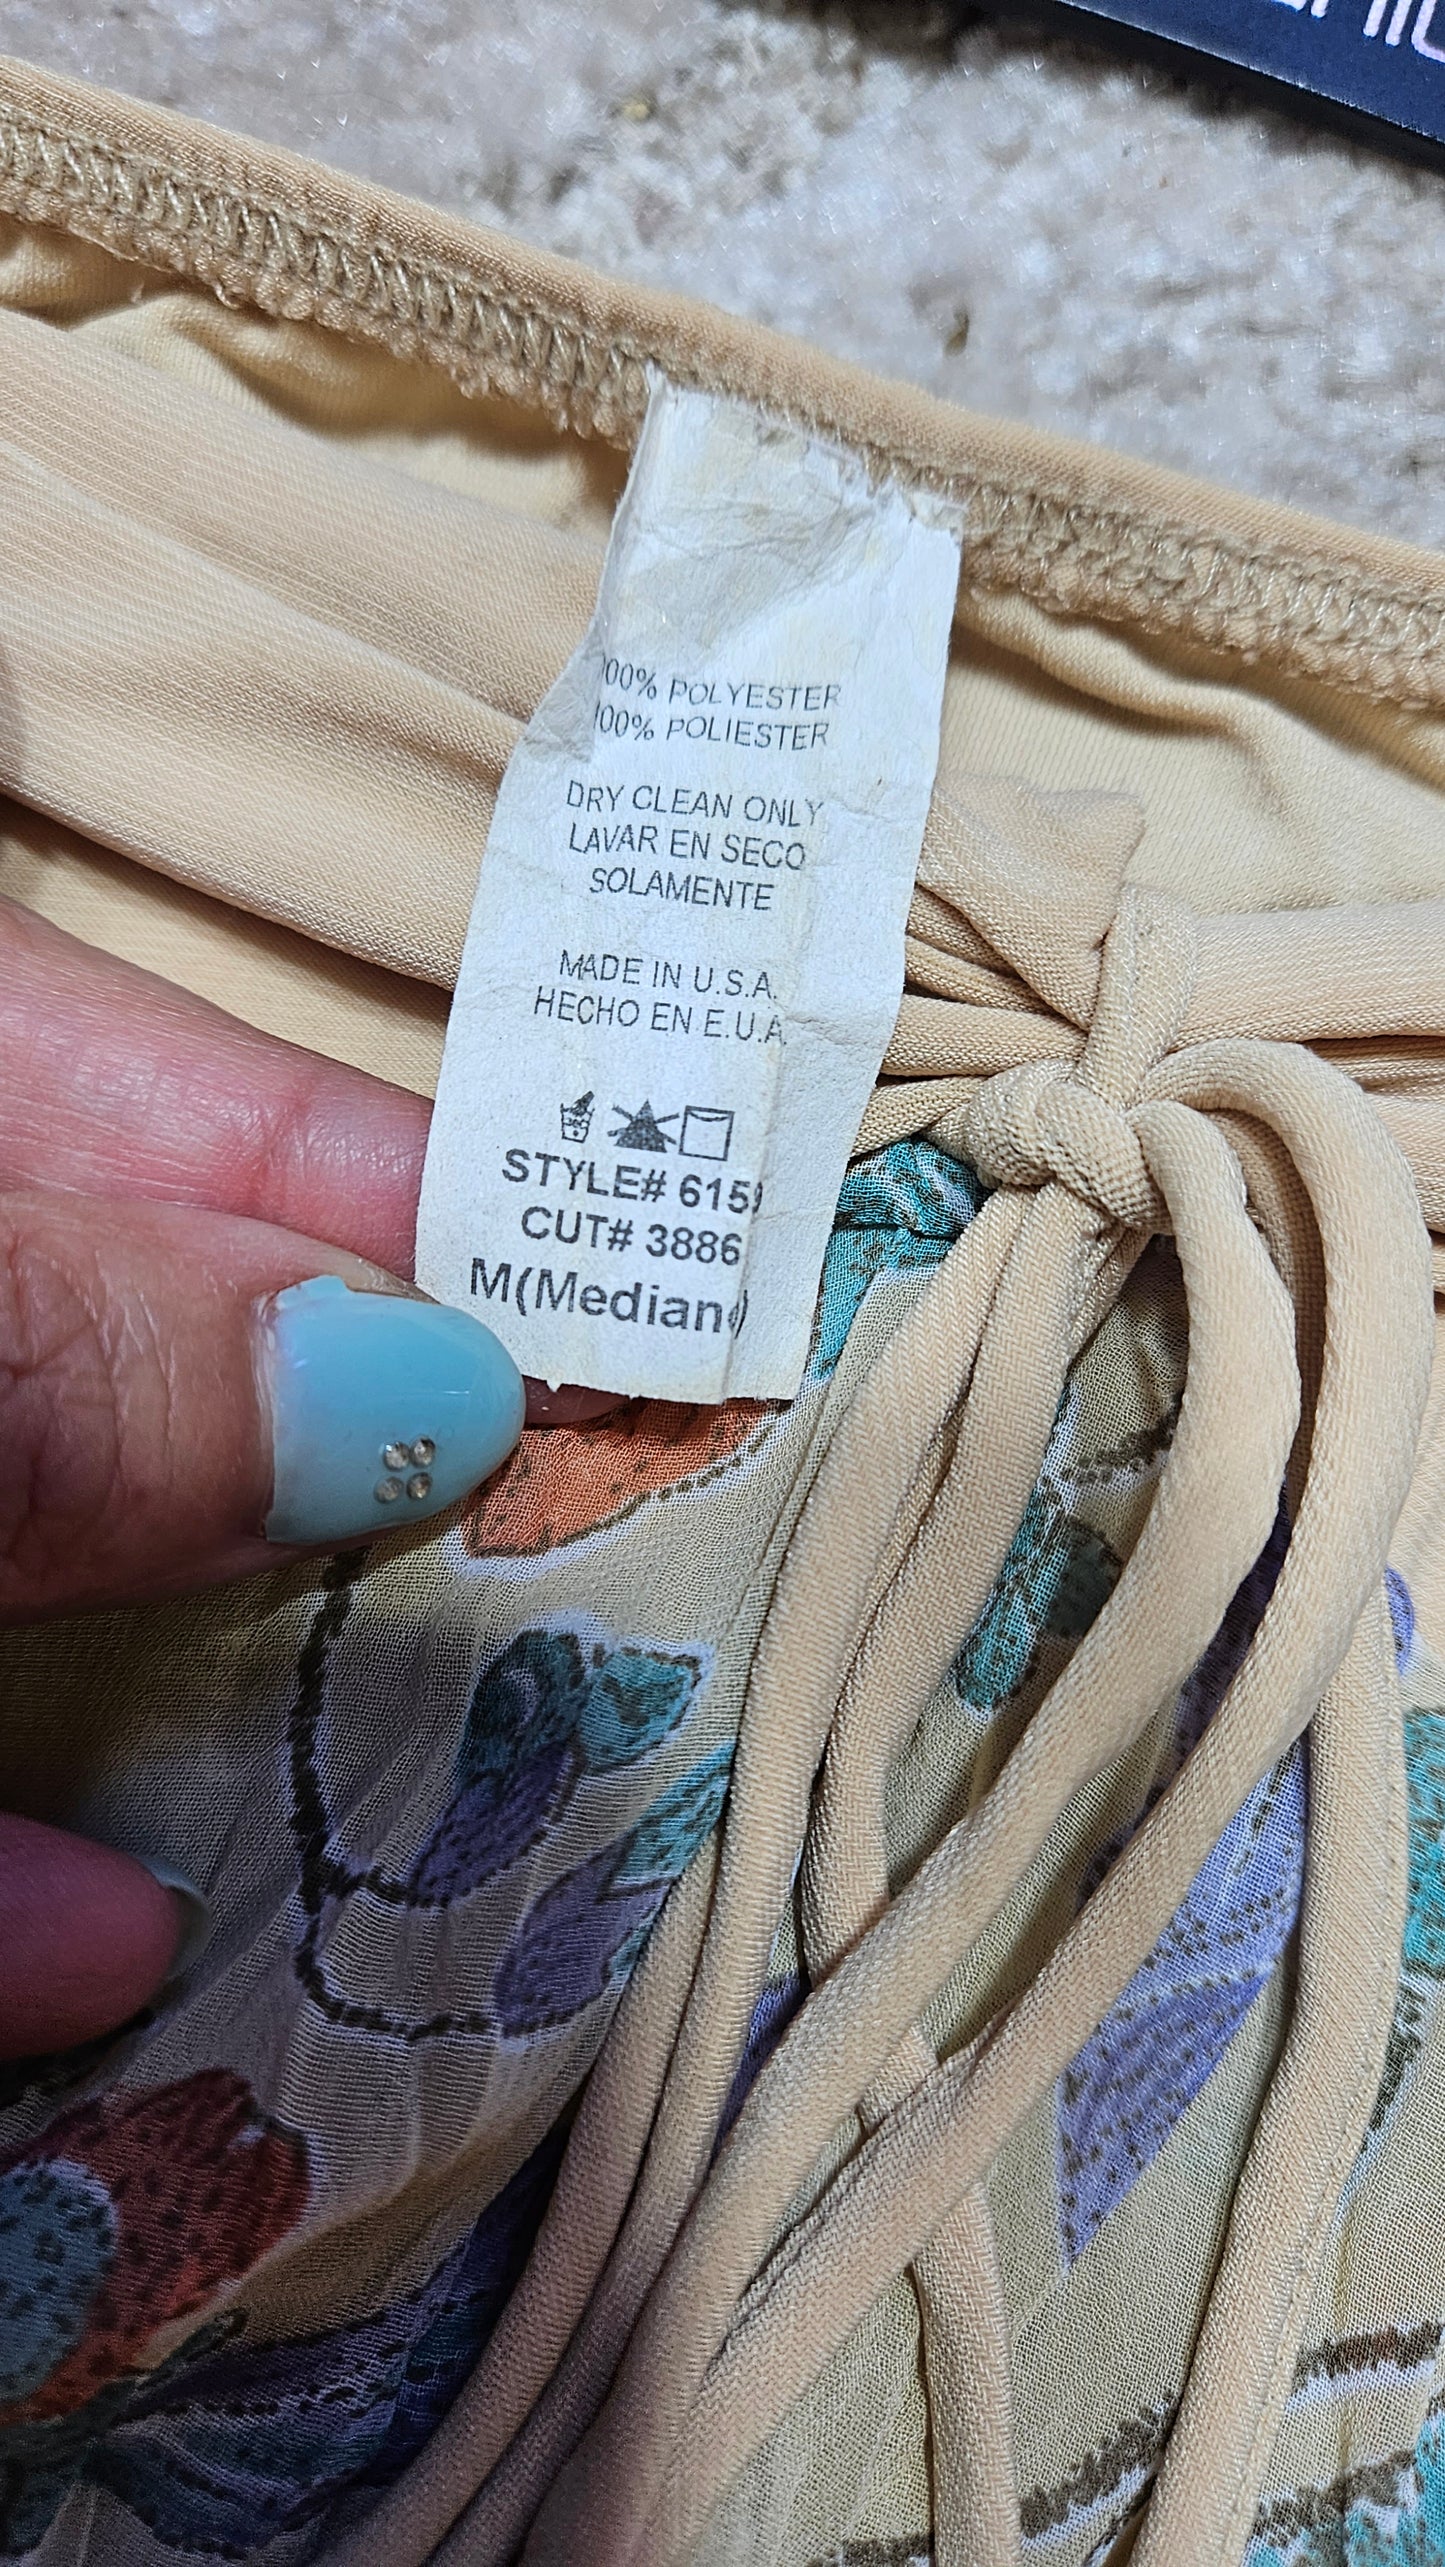 100% POLYESTER
100% POLIESTER
DRY CLEAN ONLY
LAVAR EN SECO
SOLAMENTE
MADE IN U.S.A.
HECHO EN E.U.A.
STYLE# 615
CUT# 3886
M(Median